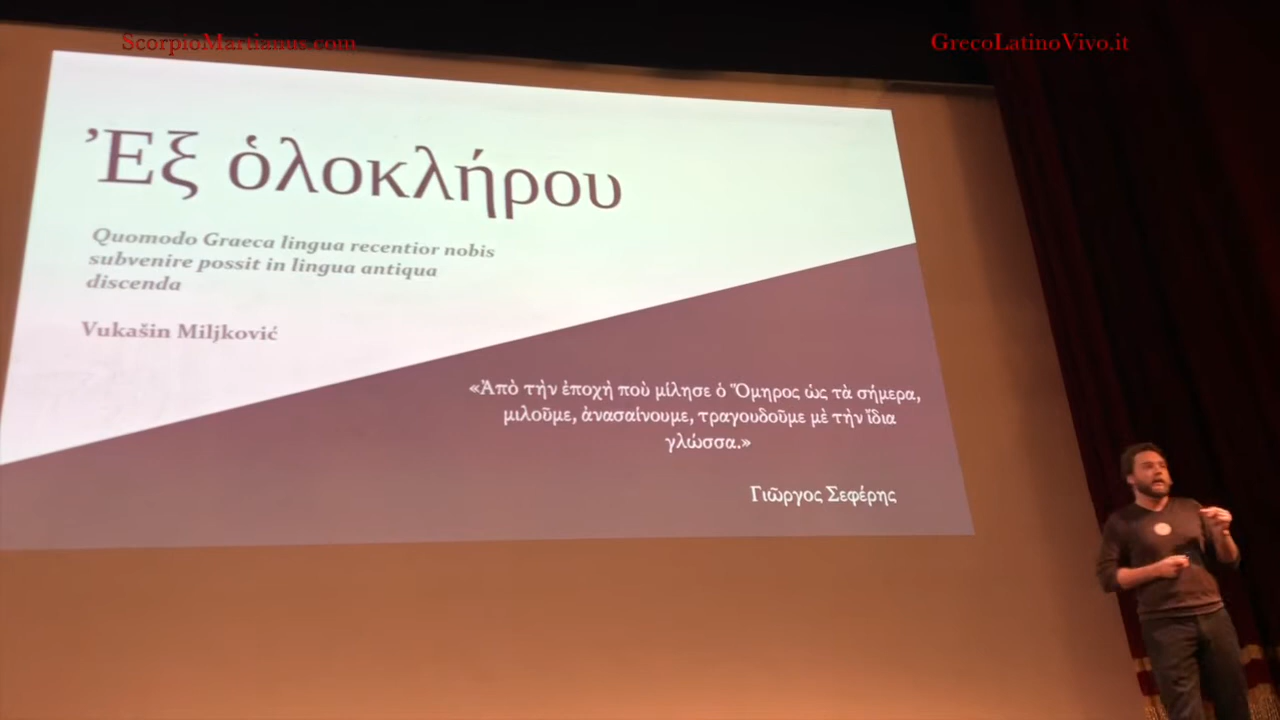 ScorpioMartianus.com
GrecoLatinoVivo.it
Ἐξ ὁλοκλήρου
Quomodo Graeca lingua recentior nobis
subvenire possit in lingua antiqua
discenda
Vukašin Miljković
«Ἀπὸ τὴν ἐποχὴ ποὺ μίλησε ὁ Ὅμηρος ὡς τὰ σήμερα,
μιλοῦμε, ἀνασαίνουμε, τραγουδοῦμε μὲ τὴν ἴδια
γλώσσα.»
Γιῶργος Σεφέρης